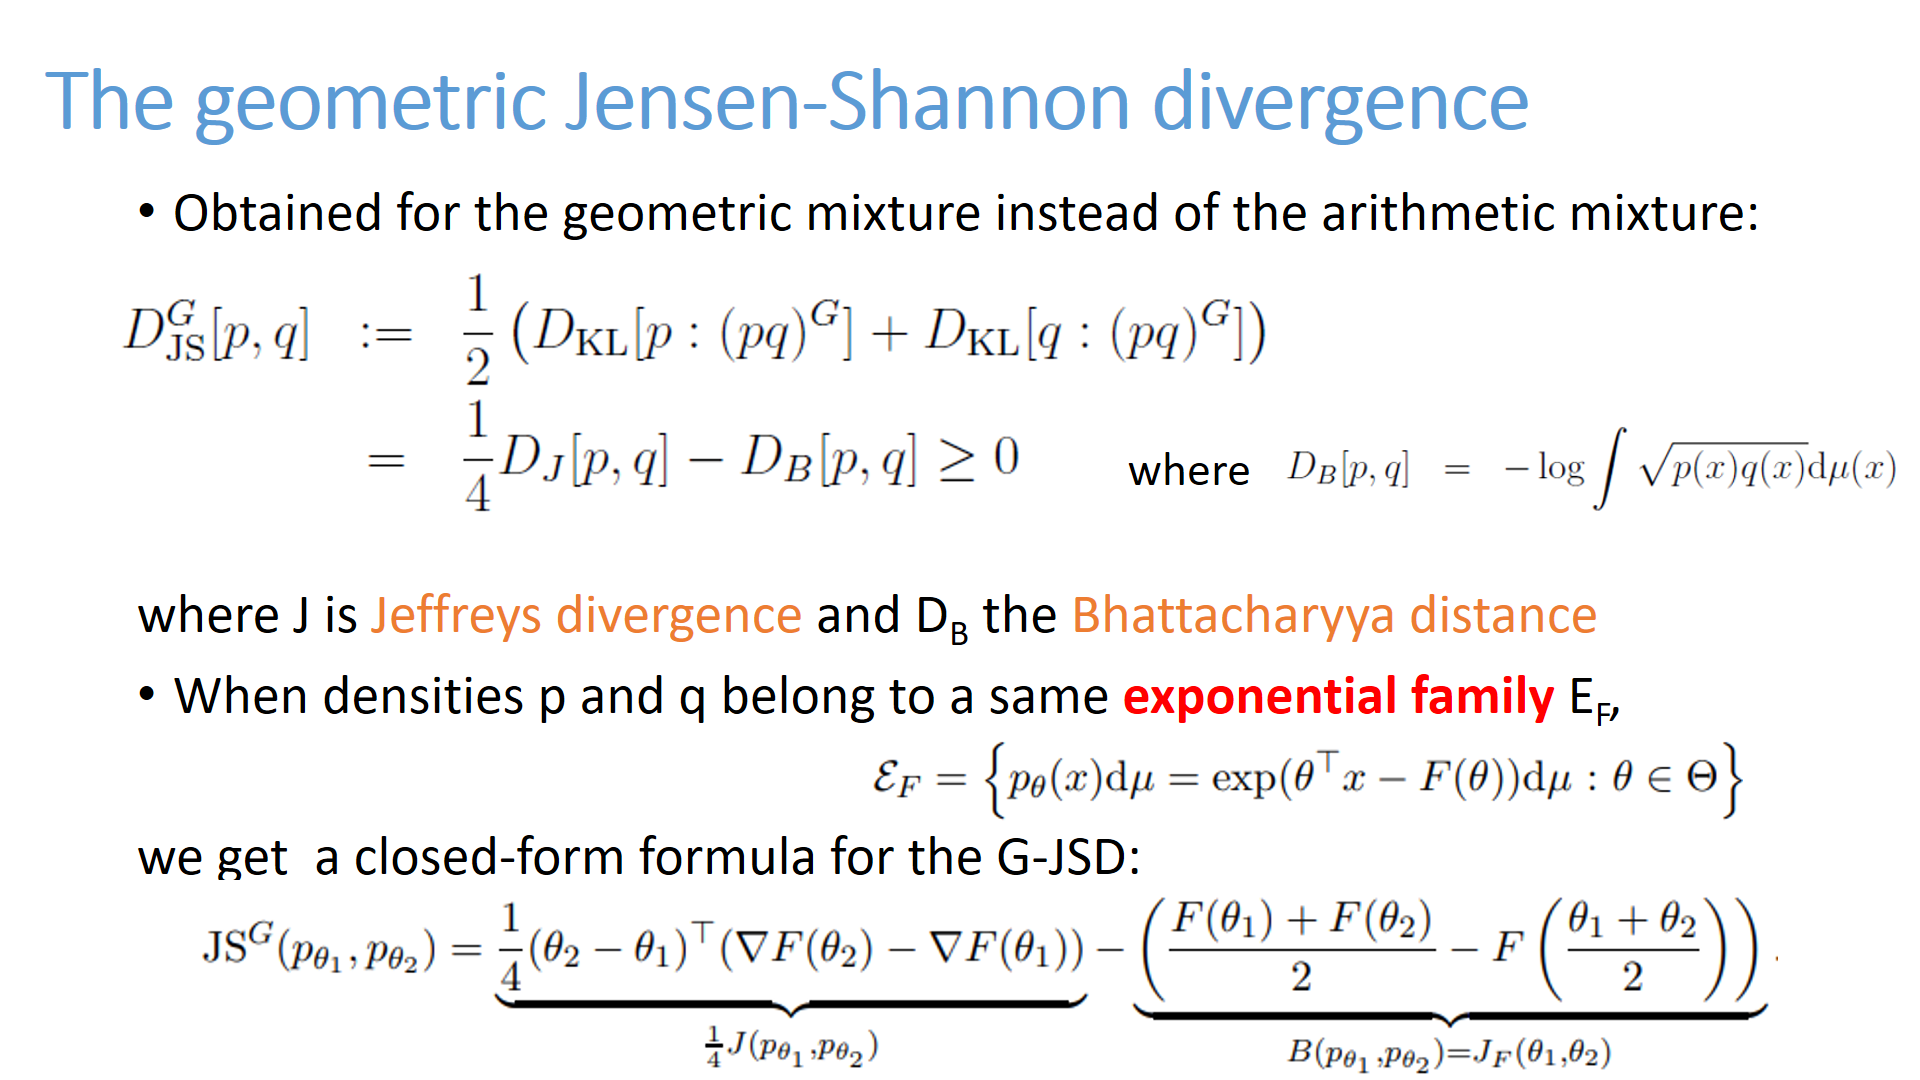 The geometric Jensen-Shannon divergence
• Obtained for the geometric mixture instead of the arithmetic mixture:
$D_{\mathrm{JS}}^{G}[p,q] := \frac{1}{2}\left(D_{\mathrm{KL}}[p:(pq)^{G}] + D_{\mathrm{KL}}[q:(pq)^{G}]\right)$
$= \frac{1}{4}D_{J}[p,q] - D_{B}[p,q] \geq 0$ where $D_{B}[p,q] = -\log \int \sqrt{p(x)q(x)}\mathrm{d}\mu(x)$
where J is Jeffreys divergence and D_B the Bhattacharyya distance
• When densities p and q belong to a same exponential family E_F,
$\mathcal{E}_{F} = \left\{p_{\theta}(x)\mathrm{d}\mu = \exp(\theta^{\top}x - F(\theta))\mathrm{d}\mu : \theta \in \Theta\right\}$
we get a closed-form formula for the G-JSD:
$\mathrm{JS}^{G}(p_{\theta_1}, p_{\theta_2}) = \underbrace{\frac{1}{4}(\theta_2 - \theta_1)^{\top}(\nabla F(\theta_2) - \nabla F(\theta_1))}_{\frac{1}{4}J(p_{\theta_1},p_{\theta_2})} - \underbrace{\left(\frac{F(\theta_1) + F(\theta_2)}{2} - F\left(\frac{\theta_1 + \theta_2}{2}\right)\right)}_{B(p_{\theta_1},p_{\theta_2})=J_F(\theta_1,\theta_2)}.$